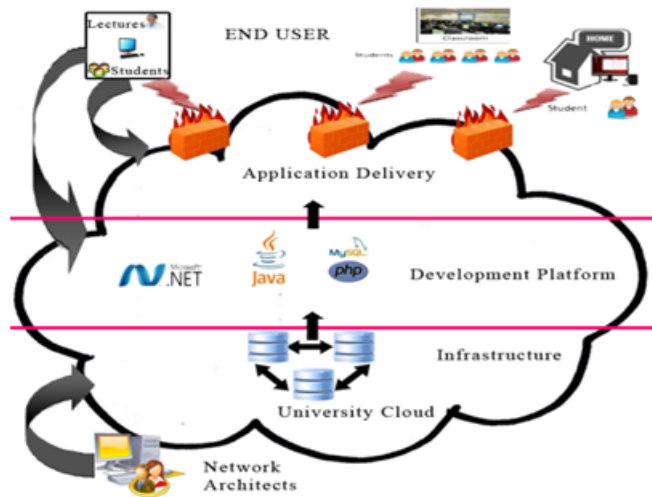 Lectures
Students
END USER
Classroom
Students
HOME
Student
Application Delivery
Microsoft
.NET
Java
MySQL
php
Development Platform
Infrastructure
University Cloud
Network
Architects